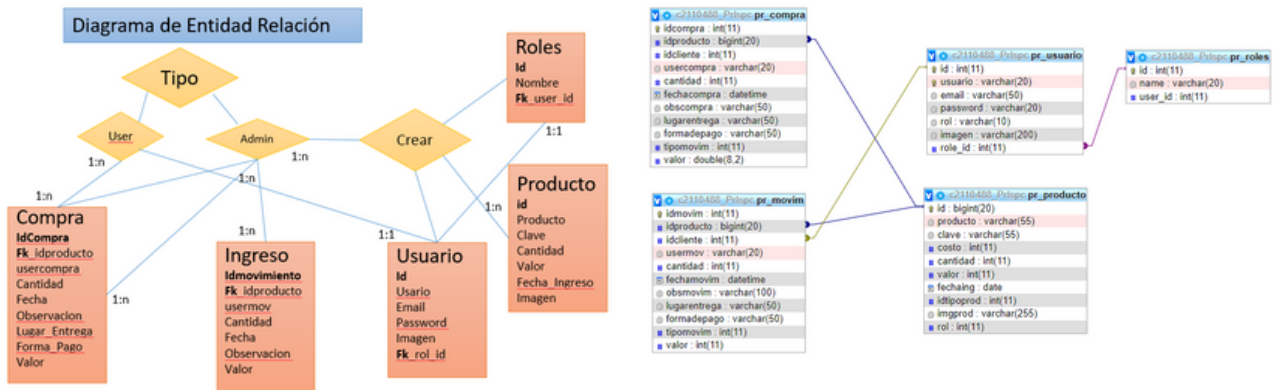 Diagrama de Entidad Relación
Tipo
User
Admin
Crear
Roles
Id
Nombre
Fk_user_id
1:n
1:n
1:1
1:n
1:n
1:n
1:n
1:1
1:n
Compra
IdCompra
Fk_idproducto
usercompra
Cantidad
Fecha
Observacion
Lugar_Entrega
Forma_Pago
Valor
Ingreso
Idmovimiento
Fk_idproducto
usermov
Cantidad
Fecha
Observacion
Valor
Usuario
Id
Usario
Email
Password
Imagen
Fk_rol_id
Producto
id
Producto
Clave
Cantidad
Valor
Fecha_Ingreso
Imagen
c2110488_Prispc.pr_compra
idcompra : int(11)
idproducto : bigint(20)
idcliente : int(11)
usercompra : varchar(20)
cantidad : int(11)
fechacompra : datetime
obscompra : varchar(50)
lugarentrega : varchar(50)
formadepago : varchar(50)
tipomovim : int(11)
valor : double(8,2)
c2110488_Prispc.pr_movim
idmovim : int(11)
idproducto : bigint(20)
idcliente : int(11)
usermov : varchar(20)
cantidad : int(11)
fechamovim : datetime
obsmovim : varchar(100)
lugarentrega : varchar(50)
formadepago : varchar(50)
tipomovim : int(11)
valor : int(11)
c2110488_Prispc.pr_usuario
id : int(11)
usuario : varchar(20)
email : varchar(50)
password : varchar(20)
rol : varchar(10)
imagen : varchar(200)
role_id : int(11)
c2110488_Prispc.pr_roles
id : int(11)
name : varchar(20)
user_id : int(11)
c2110488_Prispc.pr_producto
id : bigint(20)
producto : varchar(55)
clave : varchar(55)
costo : int(11)
cantidad : int(11)
valor : int(11)
fechaing : date
idtipoprod : int(11)
imgprod : varchar(255)
rol : int(11)